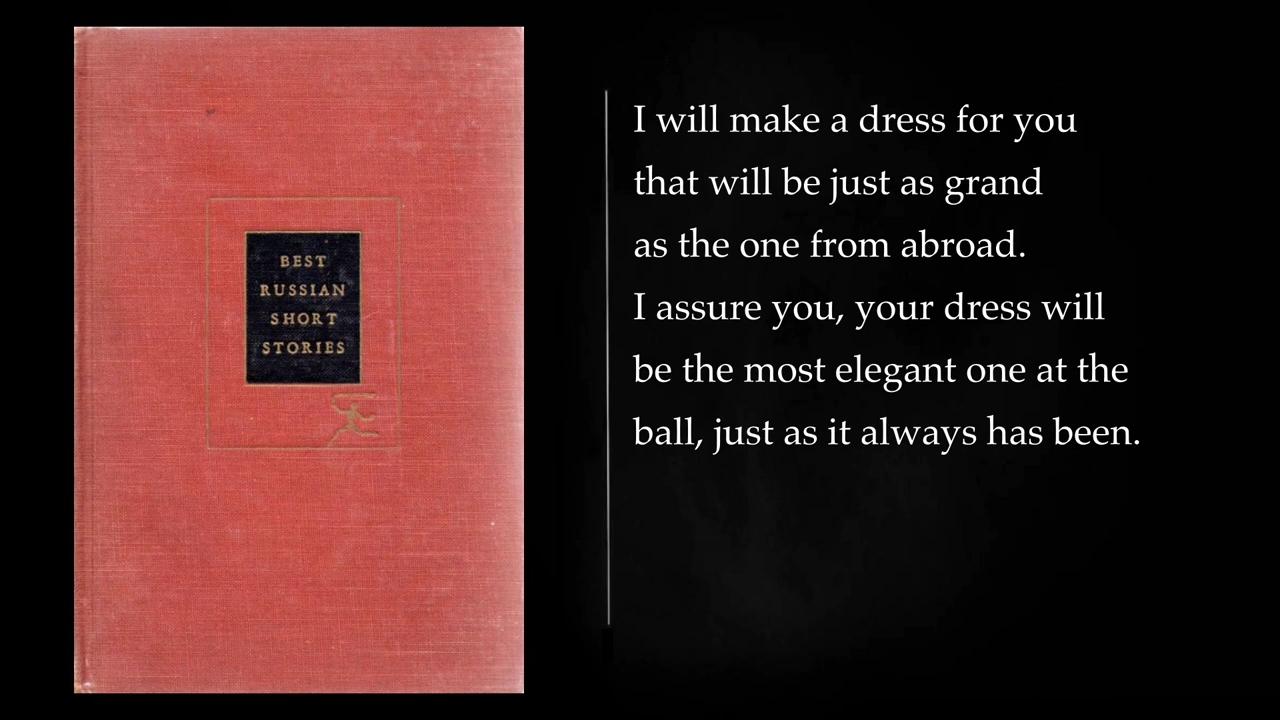 BEST
RUSSIAN
SHORT
STORIES
I will make a dress for you
that will be just as grand
as the one from abroad.
I assure you, your dress will
be the most elegant one at the
ball, just as it always has been.